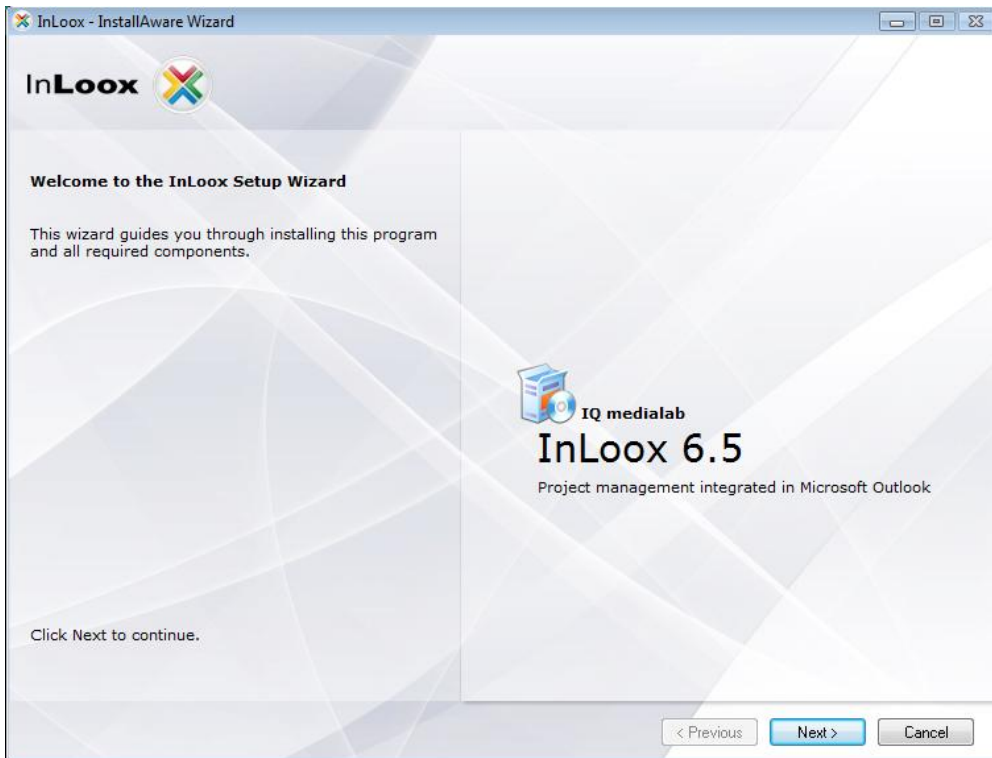 InLoox - InstallAware Wizard
InLoox
Welcome to the InLoox Setup Wizard
This wizard guides you through installing this program
and all required components.
IQ medialab
InLoox 6.5
Project management integrated in Microsoft Outlook
Click Next to continue.
< Previous
Next >
Cancel